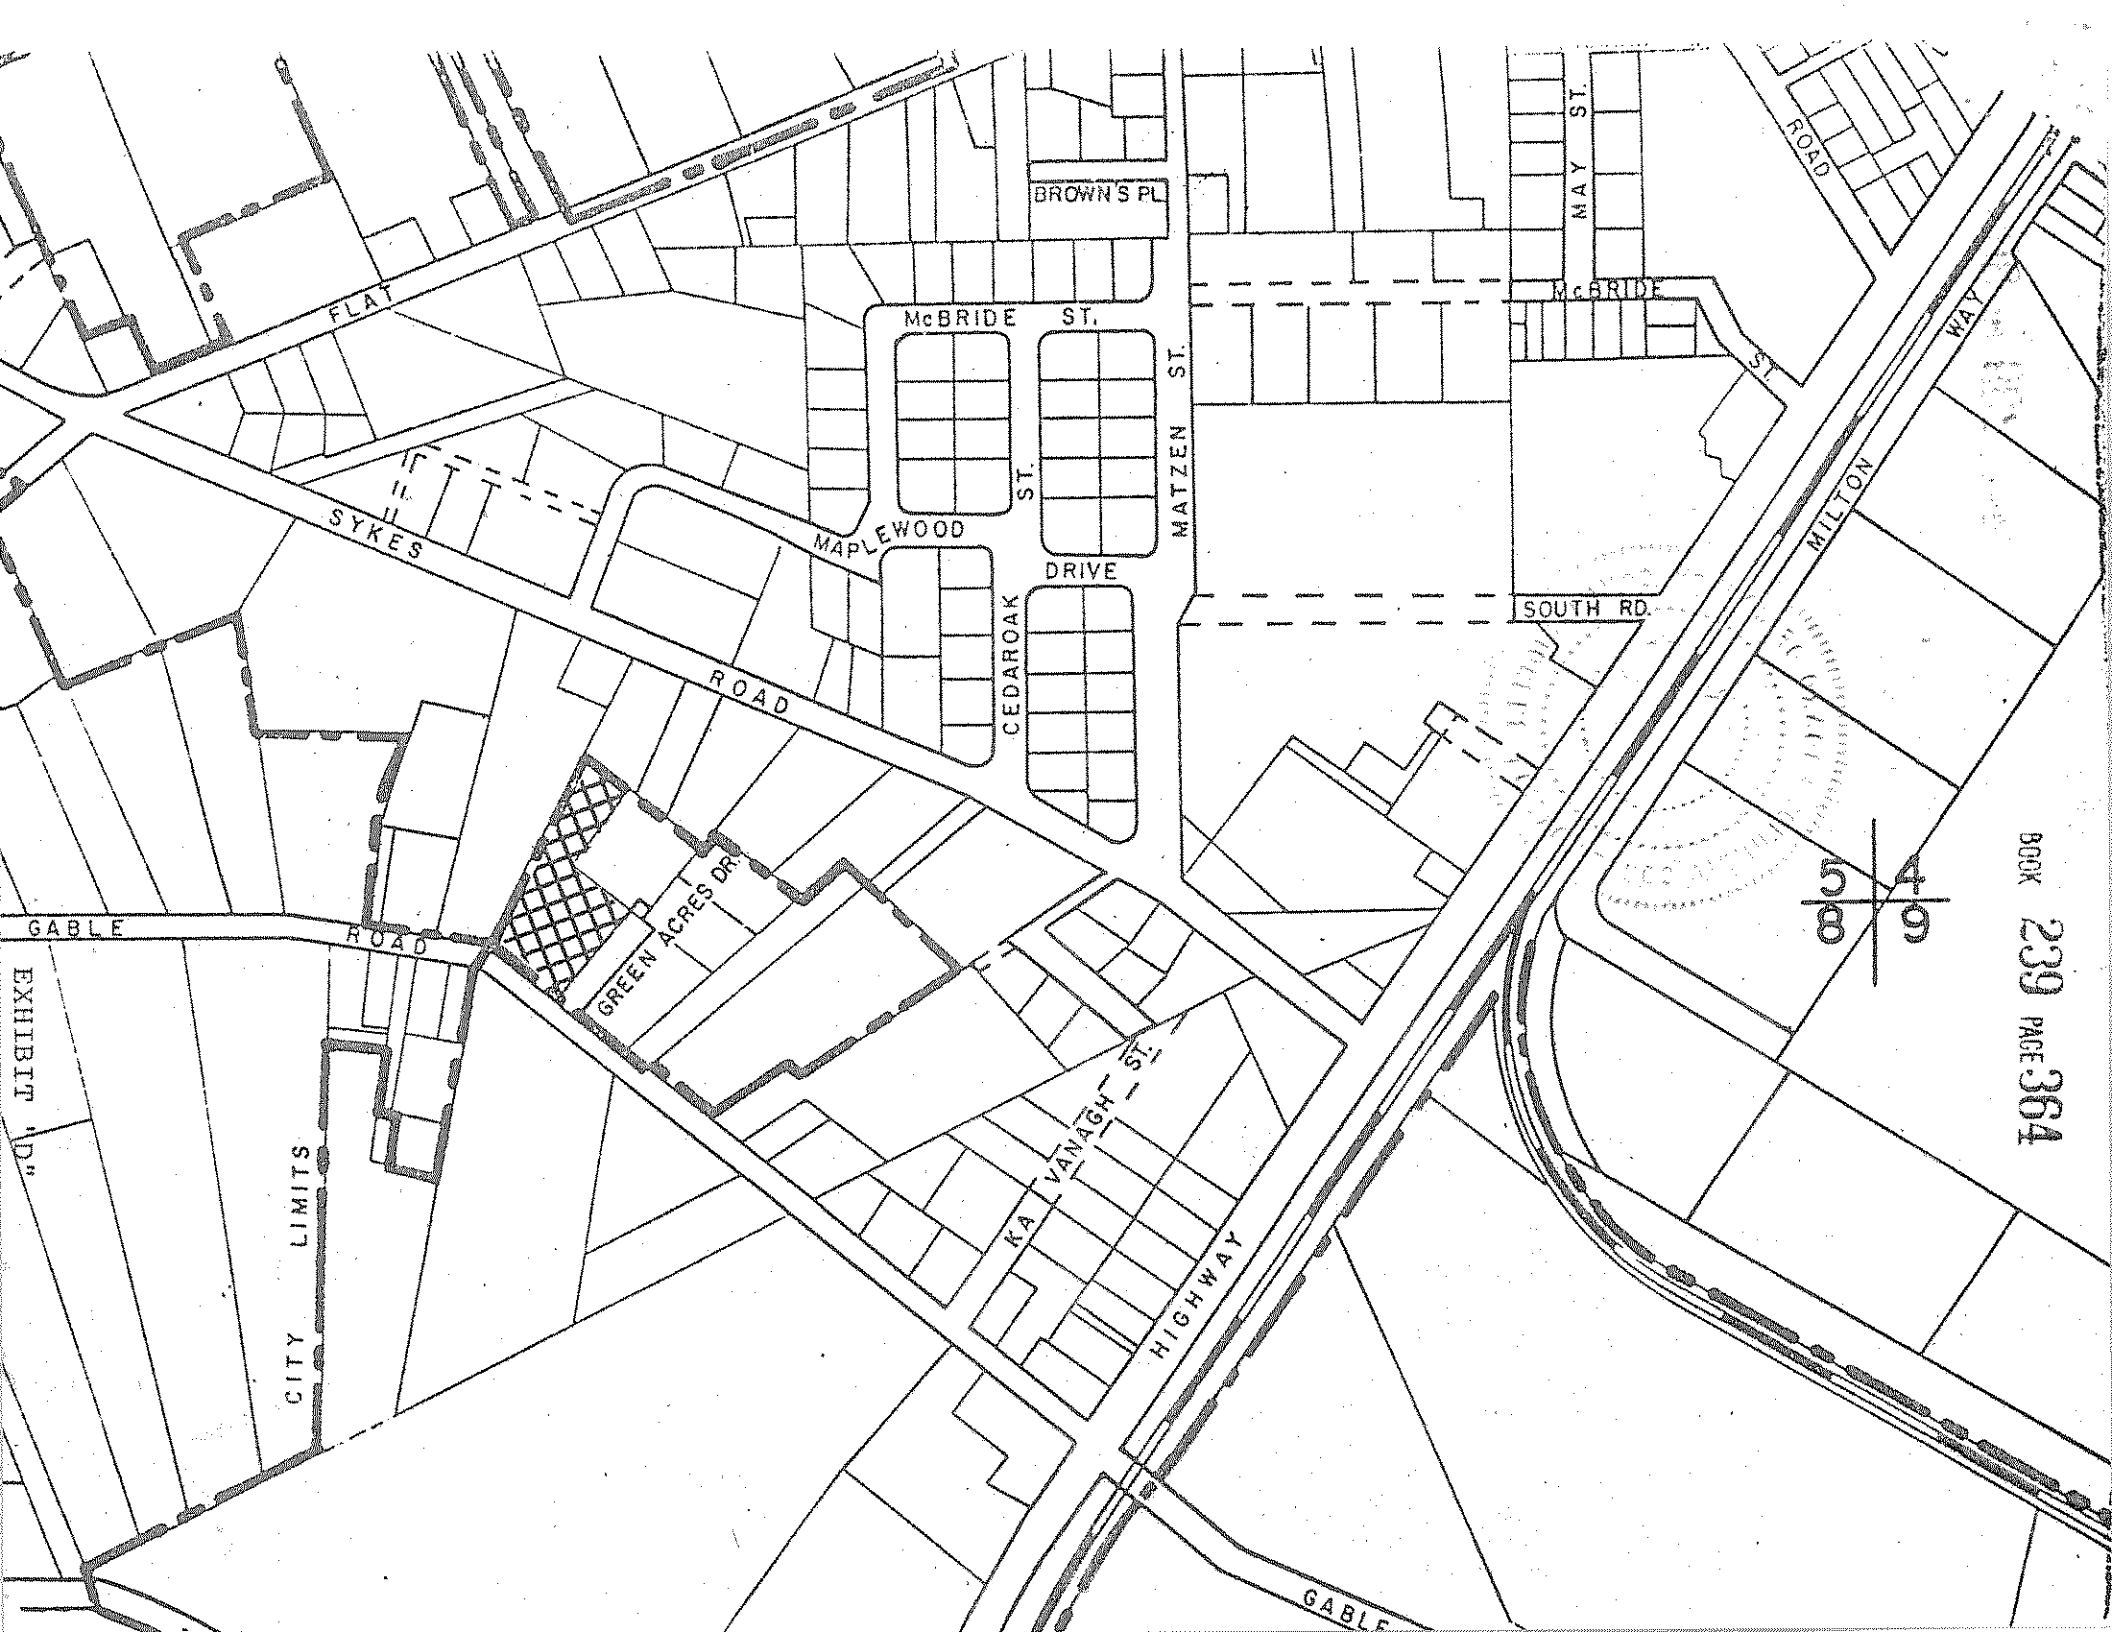 BROWN'S PL.
MAY ST.
ROAD
FLAT
McBRIDE ST.
McBRIDE
ST.
WAY
MATZEN ST.
ST.
MILTON
SYKES
MAPLEWOOD
DRIVE
SOUTH RD.
CEDAROAK
ROAD
GREEN ACRES DR.
GABLE
ROAD
5 4
8 9
BOOK 239 PAGE 364
EXHIBIT "D"
KAVANAGH ST.
CITY LIMITS
HIGHWAY
GABLE